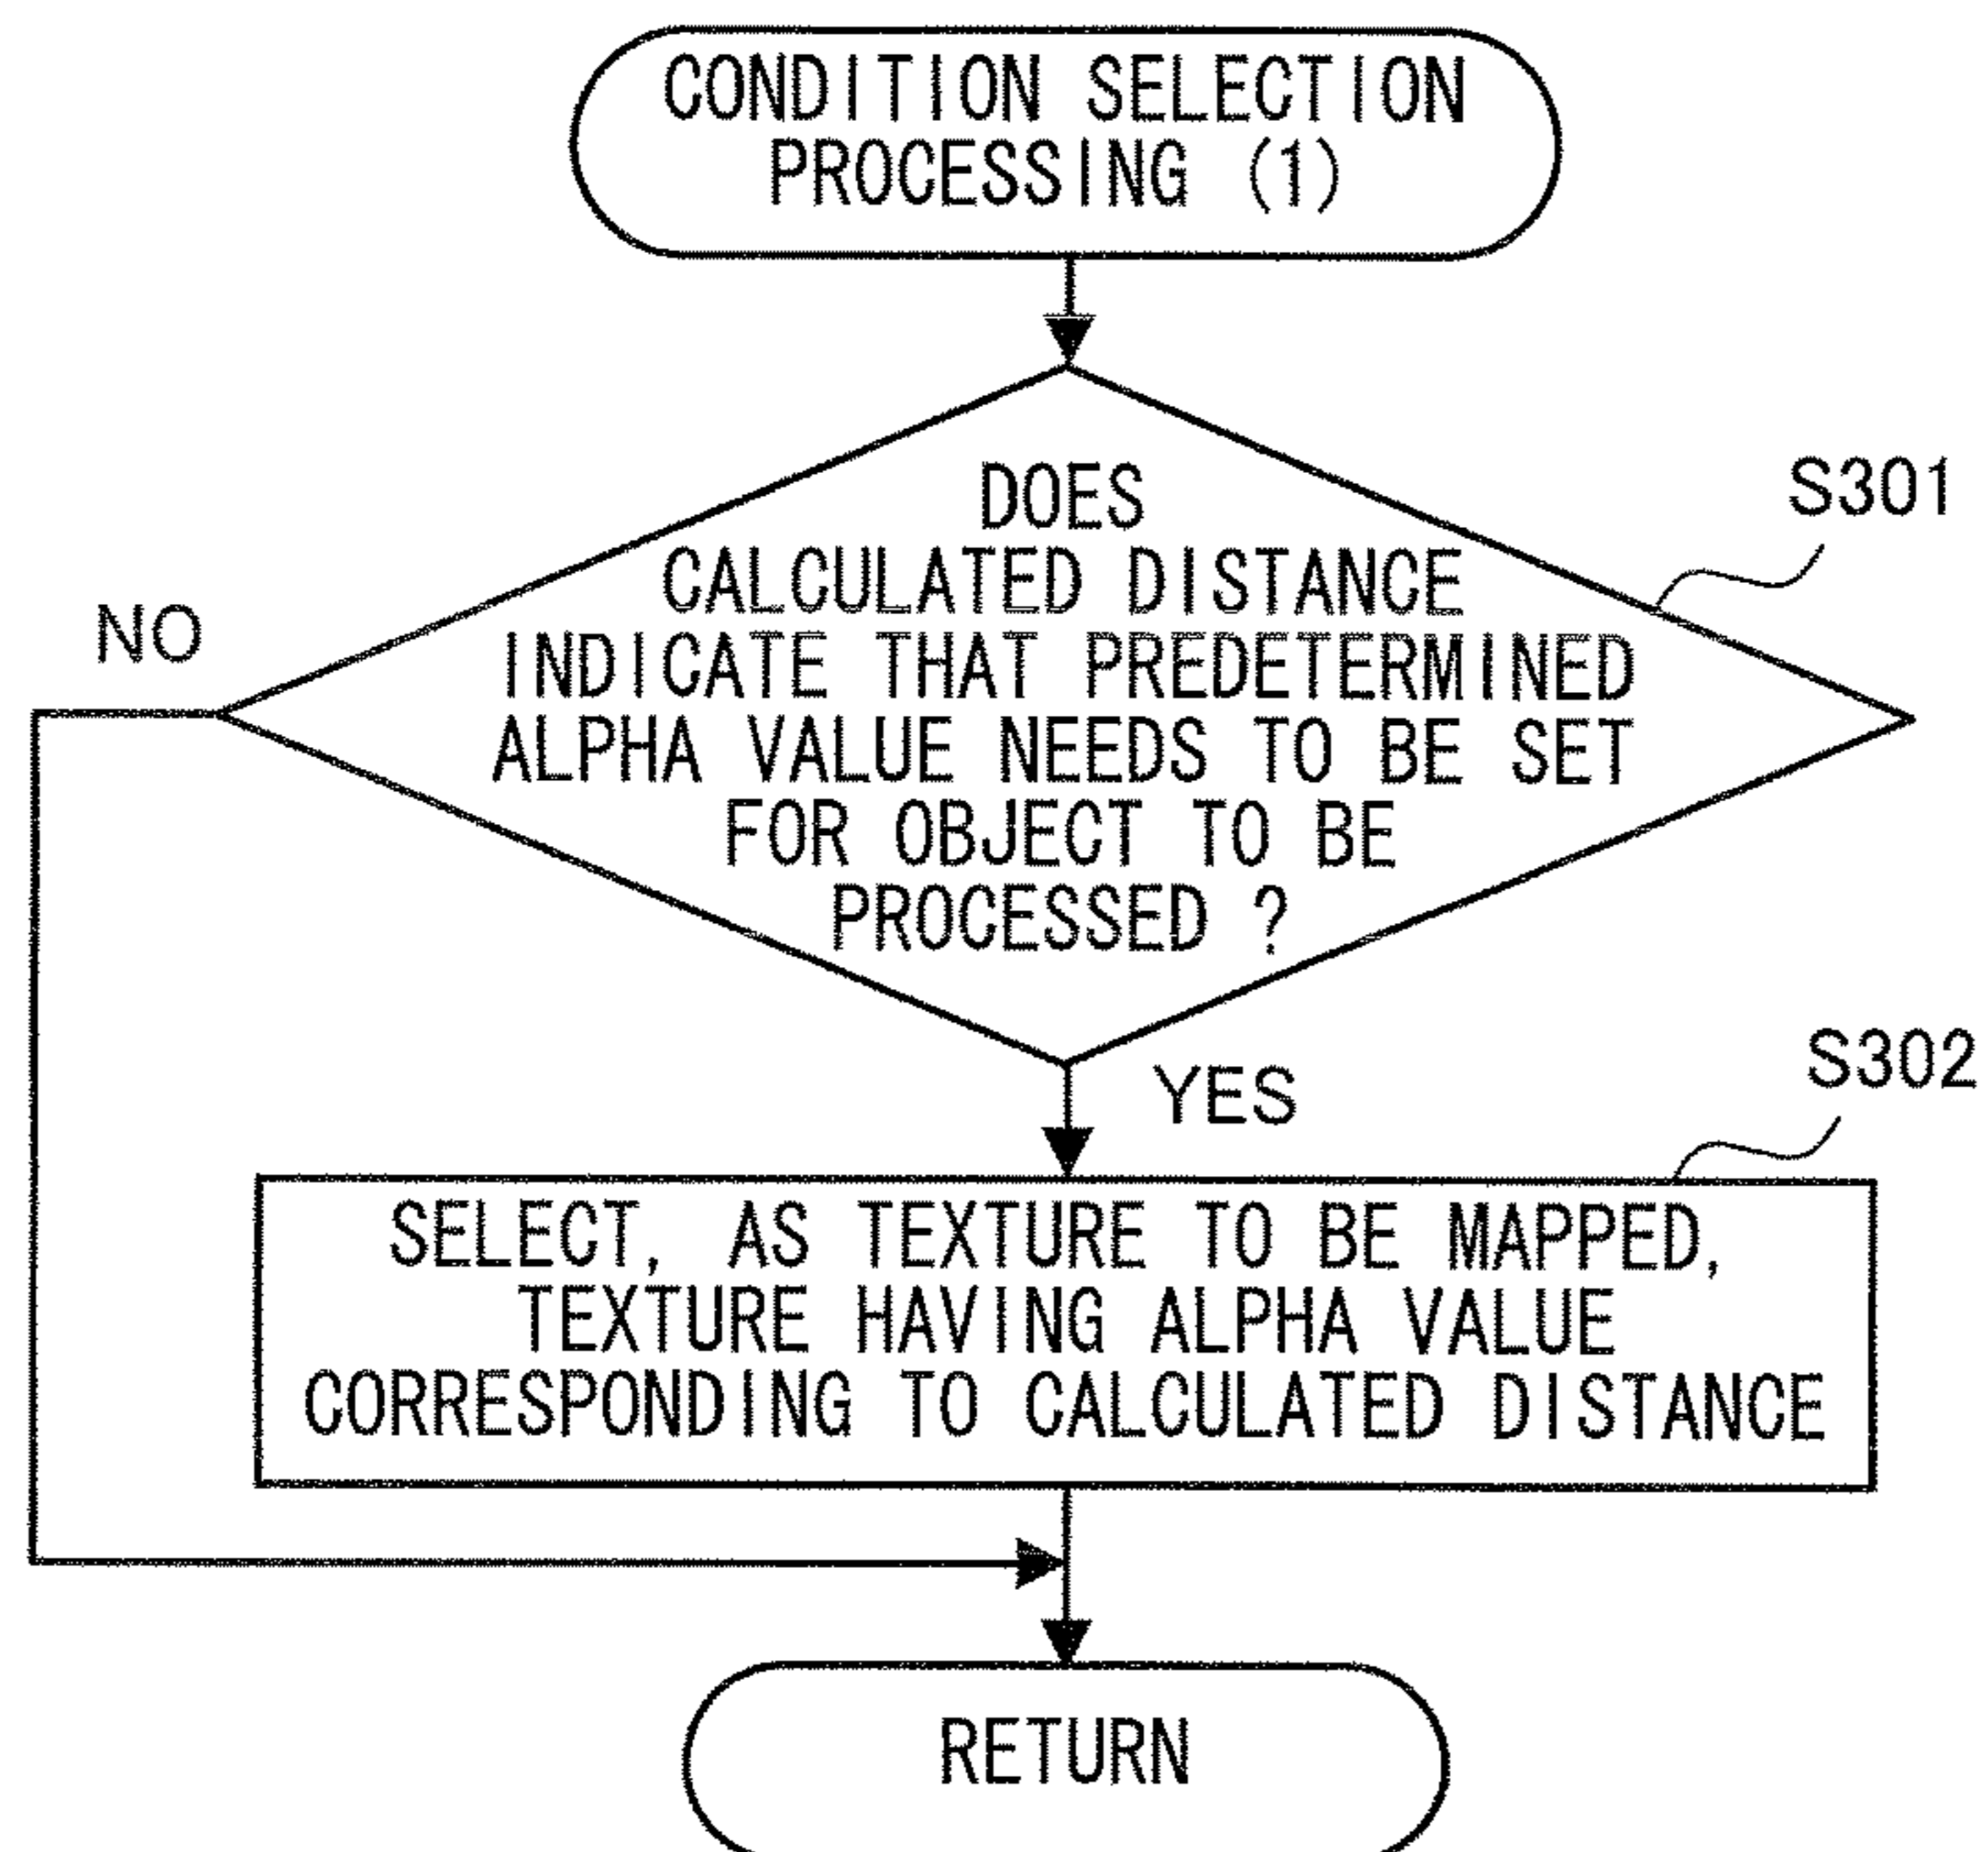 CONDITION SELECTION
PROCESSING (1)
DOES
CALCULATED DISTANCE
INDICATE THAT PREDETERMINED
ALPHA VALUE NEEDS TO BE SET
FOR OBJECT TO BE
PROCESSED ?
S301
NO
YES
S302
SELECT, AS TEXTURE TO BE MAPPED,
TEXTURE HAVING ALPHA VALUE
CORRESPONDING TO CALCULATED DISTANCE
RETURN